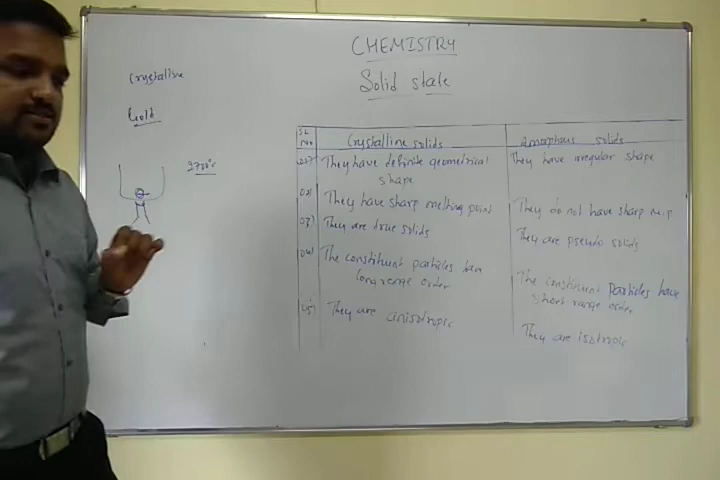 CHEMISTRY
Solid state
Crystalline
Gold
SL NO Crystalline solids Amorphous solids
They have definite geometrical They have irregular shape
shape
02) They have sharp melting point They do not have sharp m.p
03) They are true solids They are pseudo solids
04) The constituent particles have The constituent particles have
long range order short range order
05) They are anisotropic They are isotropic